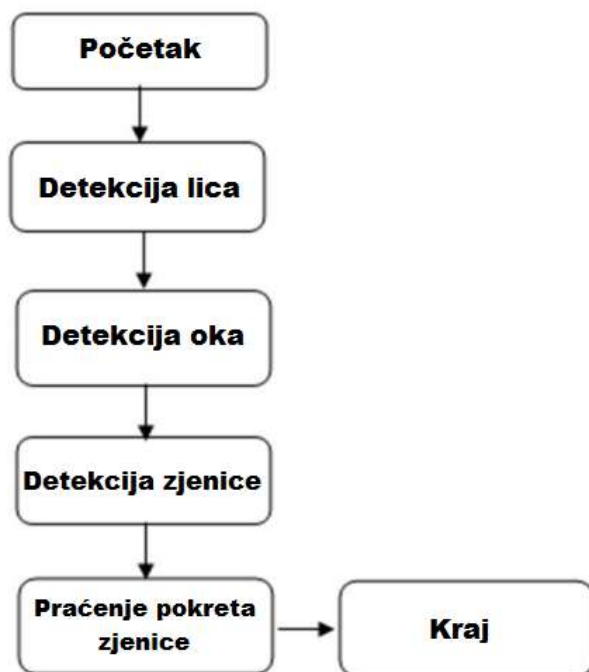 Početak
Detekcija lica
Detekcija oka
Detekcija zjenice
Praćenje pokreta
zjenice
Kraj